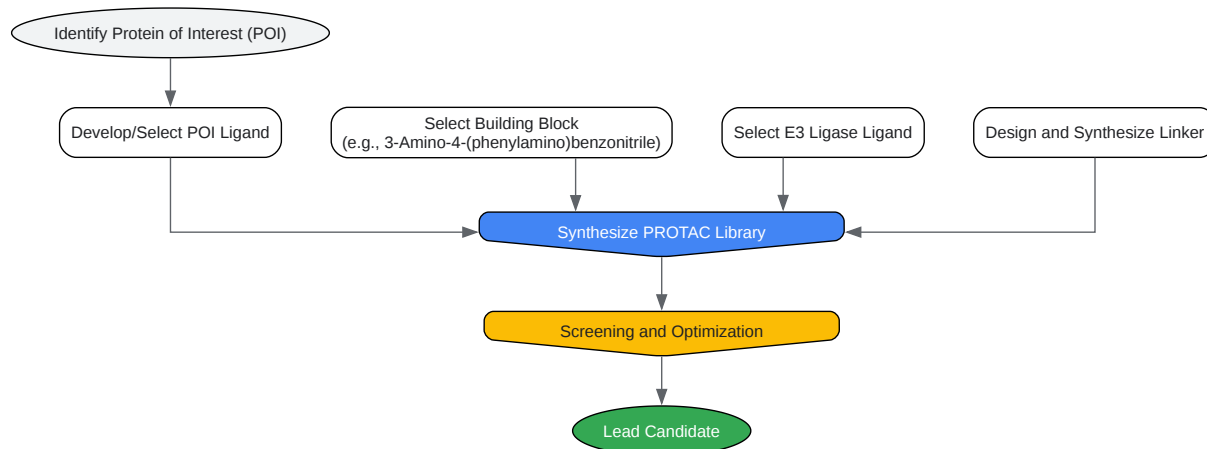 Identify Protein of Interest (POI)
Develop/Select POI Ligand
Select Building Block
(e.g., 3-Amino-4-(phenylamino)benzonitrile)
Select E3 Ligase Ligand
Design and Synthesize Linker
Synthesize PROTAC Library
Screening and Optimization
Lead Candidate